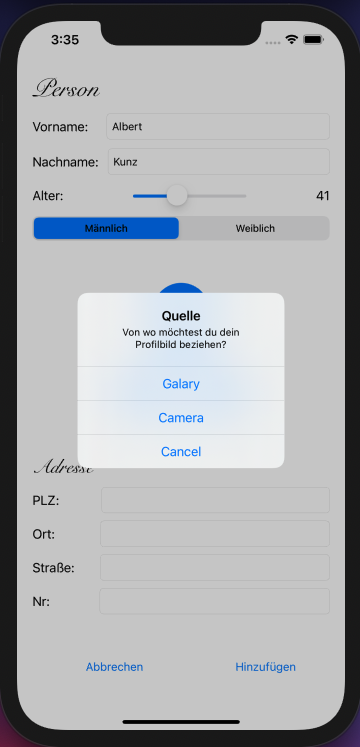 3:35
Person
Vorname: Albert
Nachname: Kunz
Alter: 41
Männlich Weiblich
Quelle
Von wo möchtest du dein
Profilbild beziehen?
Galary
Camera
Cancel
Adresse
PLZ:
Ort:
Straße:
Nr:
Abbrechen Hinzufügen